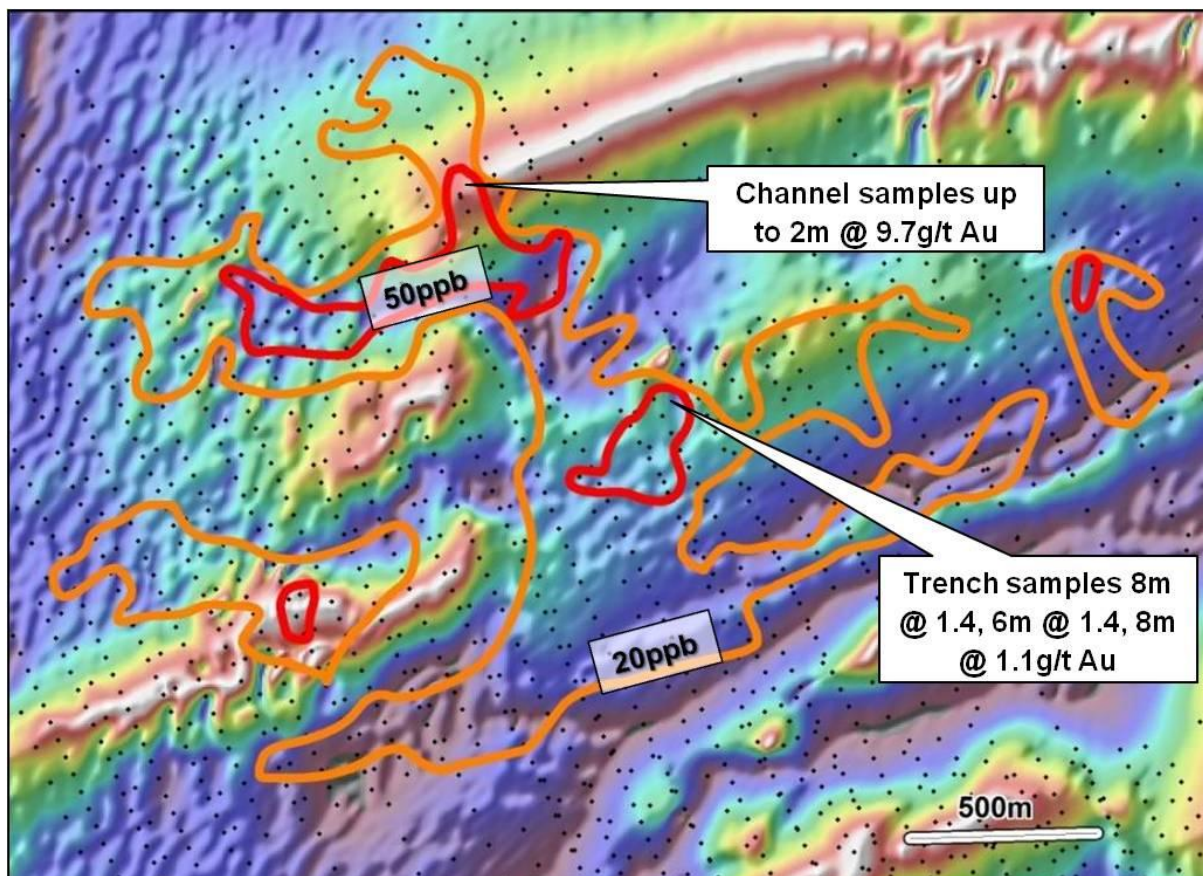 Channel samples up
to 2m @ 9.7g/t Au
50ppb
Trench samples 8m
@ 1.4, 6m @ 1.4, 8m
@ 1.1g/t Au
20ppb
500m